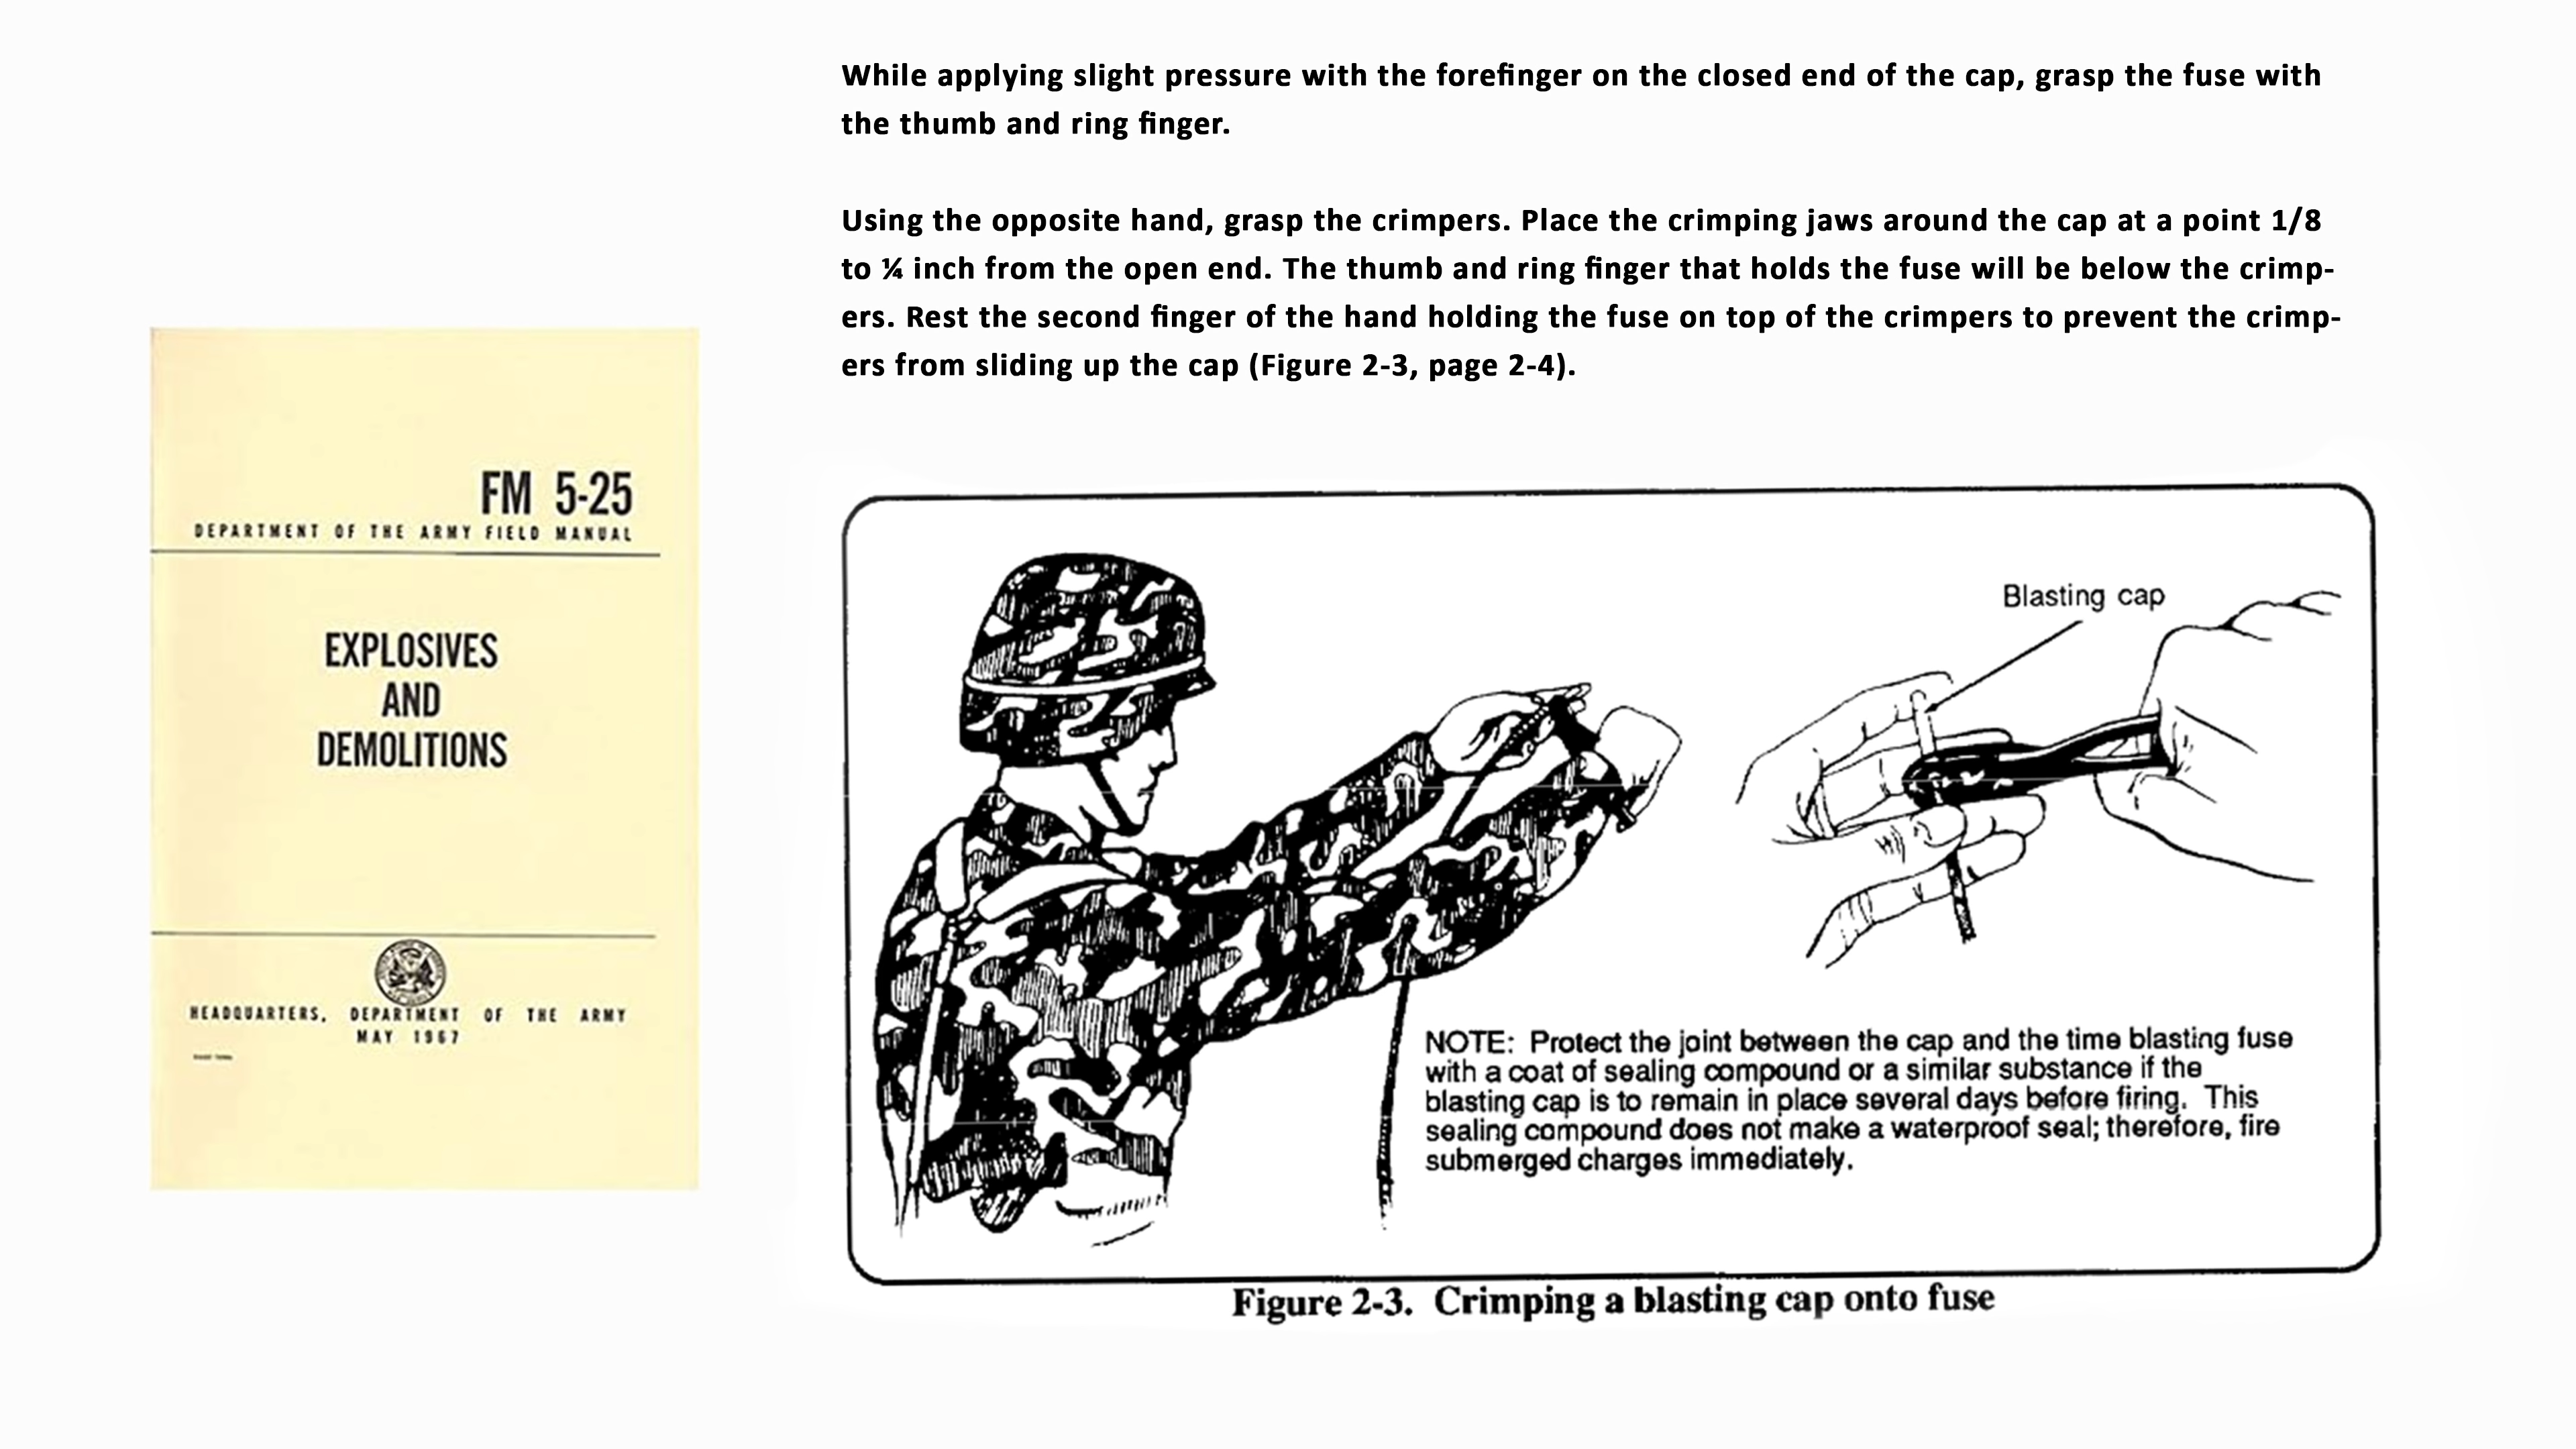 While applying slight pressure with the forefinger on the closed end of the cap, grasp the fuse with
the thumb and ring finger.
Using the opposite hand, grasp the crimpers. Place the crimping jaws around the cap at a point 1/8
to ¼ inch from the open end. The thumb and ring finger that holds the fuse will be below the crimp-
ers. Rest the second finger of the hand holding the fuse on top of the crimpers to prevent the crimp-
ers from sliding up the cap (Figure 2-3, page 2-4).
FM 5-25
DEPARTMENT OF THE ARMY FIELD MANUAL
EXPLOSIVES
AND
DEMOLITIONS
HEADQUARTERS, DEPARTMENT OF THE ARMY
MAY 1967
Blasting cap
NOTE: Protect the joint between the cap and the time blasting fuse
with a coat of sealing compound or a similar substance if the
blasting cap is to remain in place several days before firing. This
sealing compound does not make a waterproof seal; therefore, fire
submerged charges immediately.
Figure 2-3. Crimping a blasting cap onto fuse